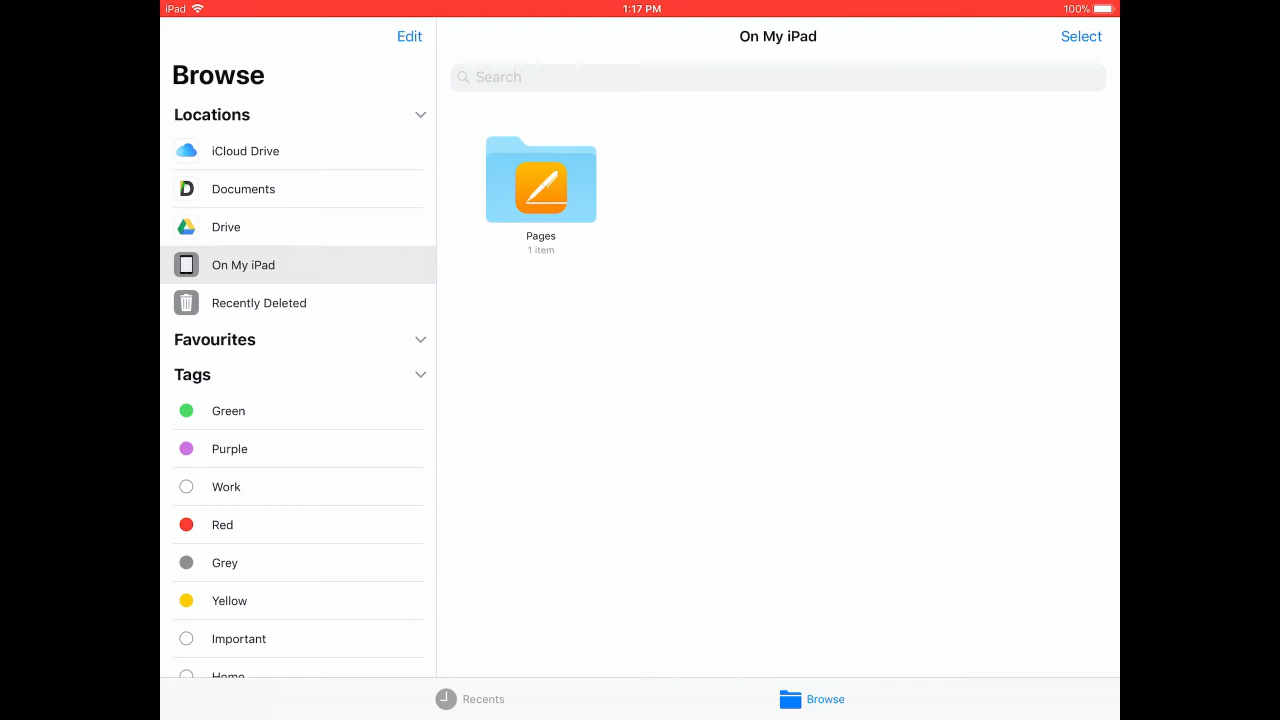 iPad
1:17 PM
100%
Edit
Browse
Locations
iCloud Drive
Documents
Drive
On My iPad
Recently Deleted
Favourites
Tags
Green
Purple
Work
Red
Grey
Yellow
Important
Home
On My iPad
Select
Search
Pages
1 item
Recents
Browse